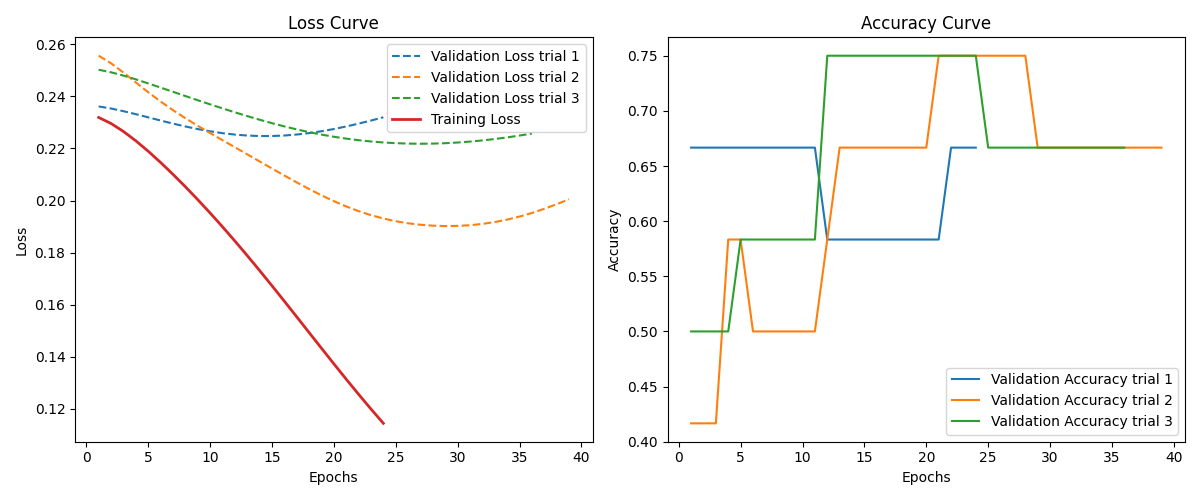 Loss Curve
0.26
0.24
0.22
0.20
0.18
0.16
0.14
0.12
Loss
0 5 10 15 20 25 30 35 40
Epochs
Validation Loss trial 1
Validation Loss trial 2
Validation Loss trial 3
Training Loss
Accuracy Curve
0.75
0.70
0.65
0.60
0.55
0.50
0.45
0.40
Accuracy
0 5 10 15 20 25 30 35 40
Epochs
Validation Accuracy trial 1
Validation Accuracy trial 2
Validation Accuracy trial 3